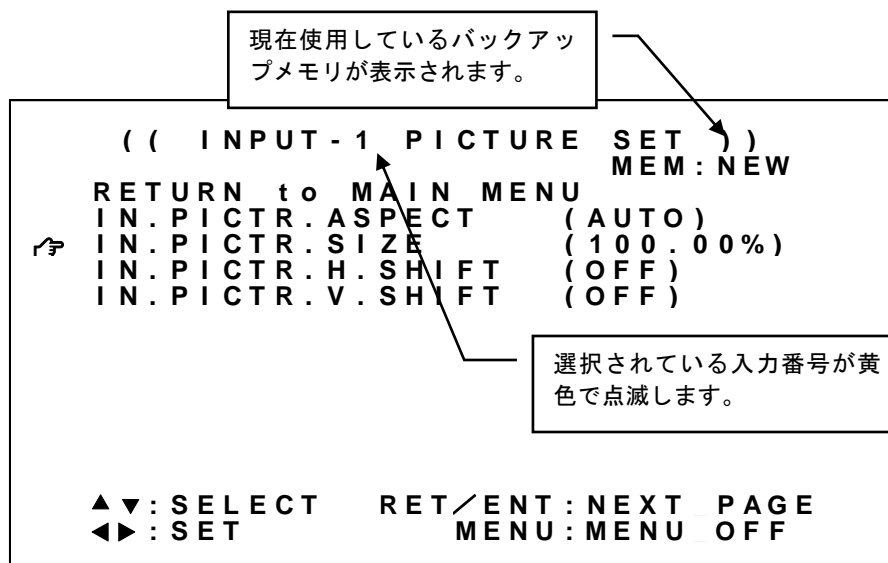 現在使用しているバックアッ
プメモリが表示されます。
(( INPUT-1 PICTURE SET ))
MEM:NEW
RETURN to MAIN MENU
IN.PICTR.ASPECT (AUTO)
IN.PICTR.SIZE (100.00%)
IN.PICTR.H.SHIFT (OFF)
IN.PICTR.V.SHIFT (OFF)
選択されている入力番号が黄
色で点滅します。
▲▼:SELECT RET/ENT:NEXT PAGE
◀▶:SET MENU:MENU OFF